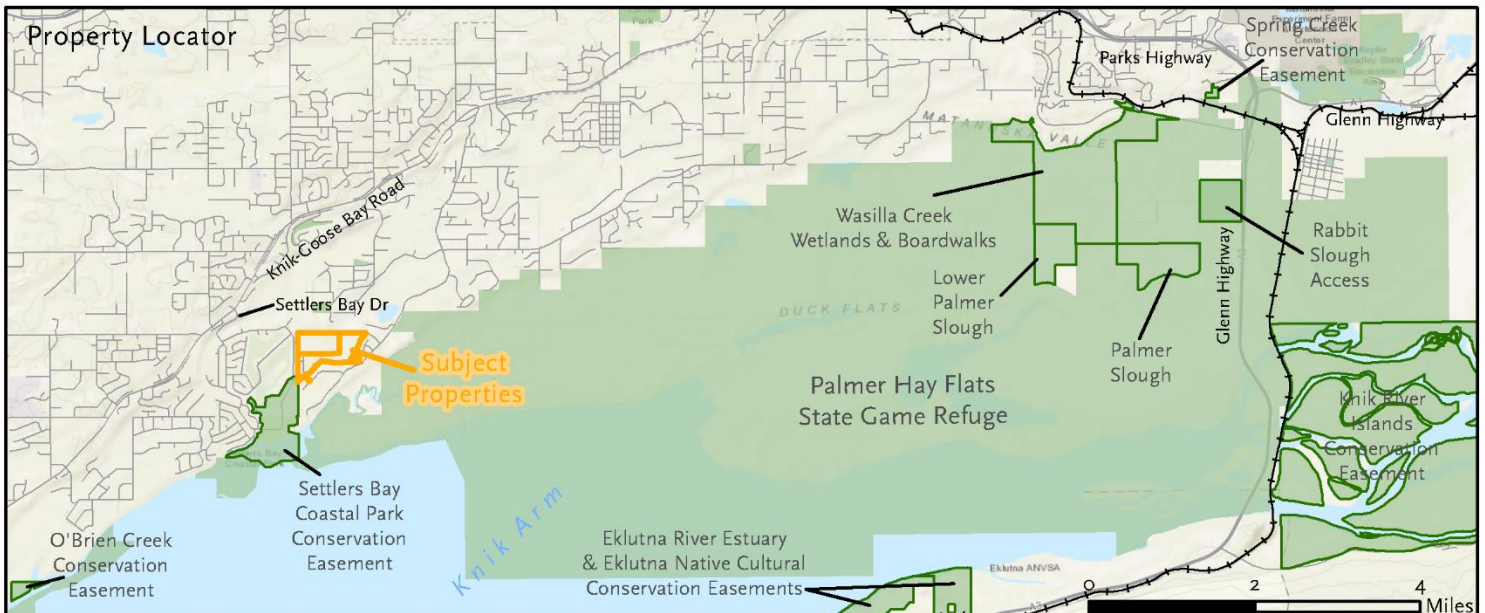 Property Locator
Parks Highway
Spring Creek
Conservation
Easement
Glenn Highway
MATANUSKA VALLE
Knik-Goose Bay Road
Wasilla Creek
Wetlands & Boardwalks
Rabbit
Slough
Access
Lower
Palmer
Slough
Glenn Highway
Settlers Bay Dr
DUCK FLATS
Palmer
Slough
Subject
Properties
Palmer Hay Flats
State Game Refuge
Knik River
Islands
Conservation
Easement
Settlers Bay
Coastal Park
Conservation
Easement
Knik Arm
O'Brien Creek
Conservation
Easement
Eklutna River Estuary
& Eklutna Native Cultural
Conservation Easements
Eklutna ANVSA
0 2 4
Miles